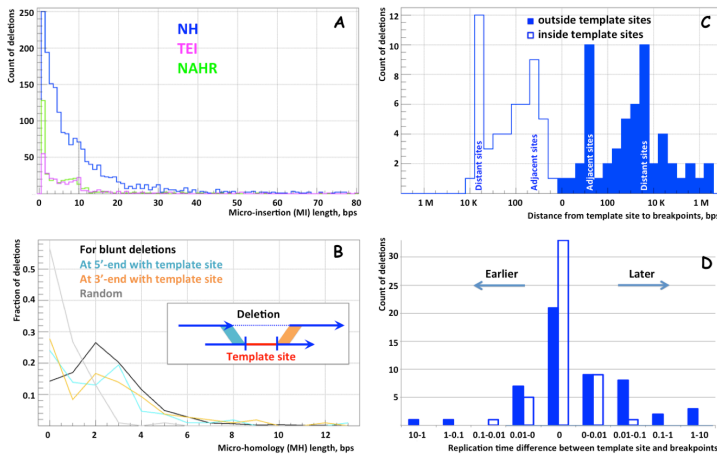 A
NH
TEI
NAHR
Count of deletions
250
200
150
100
50
0
0 10 20 30 40 50 60 70 80
Micro-insertion (MI) length, bps
C
outside template sites
inside template sites
Count of deletions
12
10
8
6
4
2
Distant sites
Adjacent sites
Adjacent sites
Distant sites
1 M 10 K 100 0 100 10 K 1 M
Distance from template site to breakpoints, bps
B
For blunt deletions
At 5’-end with template site
At 3’-end with template site
Random
Fraction of deletions
0.5
0.4
0.3
0.2
0.1
Deletion
Template site
0 2 4 6 8 10 12
Micro-homology (MH) length, bps
D
Count of deletions
30
25
20
15
10
5
0
Earlier
Later
10-1 1-0.1 0.1-0.01 0.01-0 0 0-0.01 0.01-0.1 0.1-1 1-10
Replication time difference between template site and breakpoints